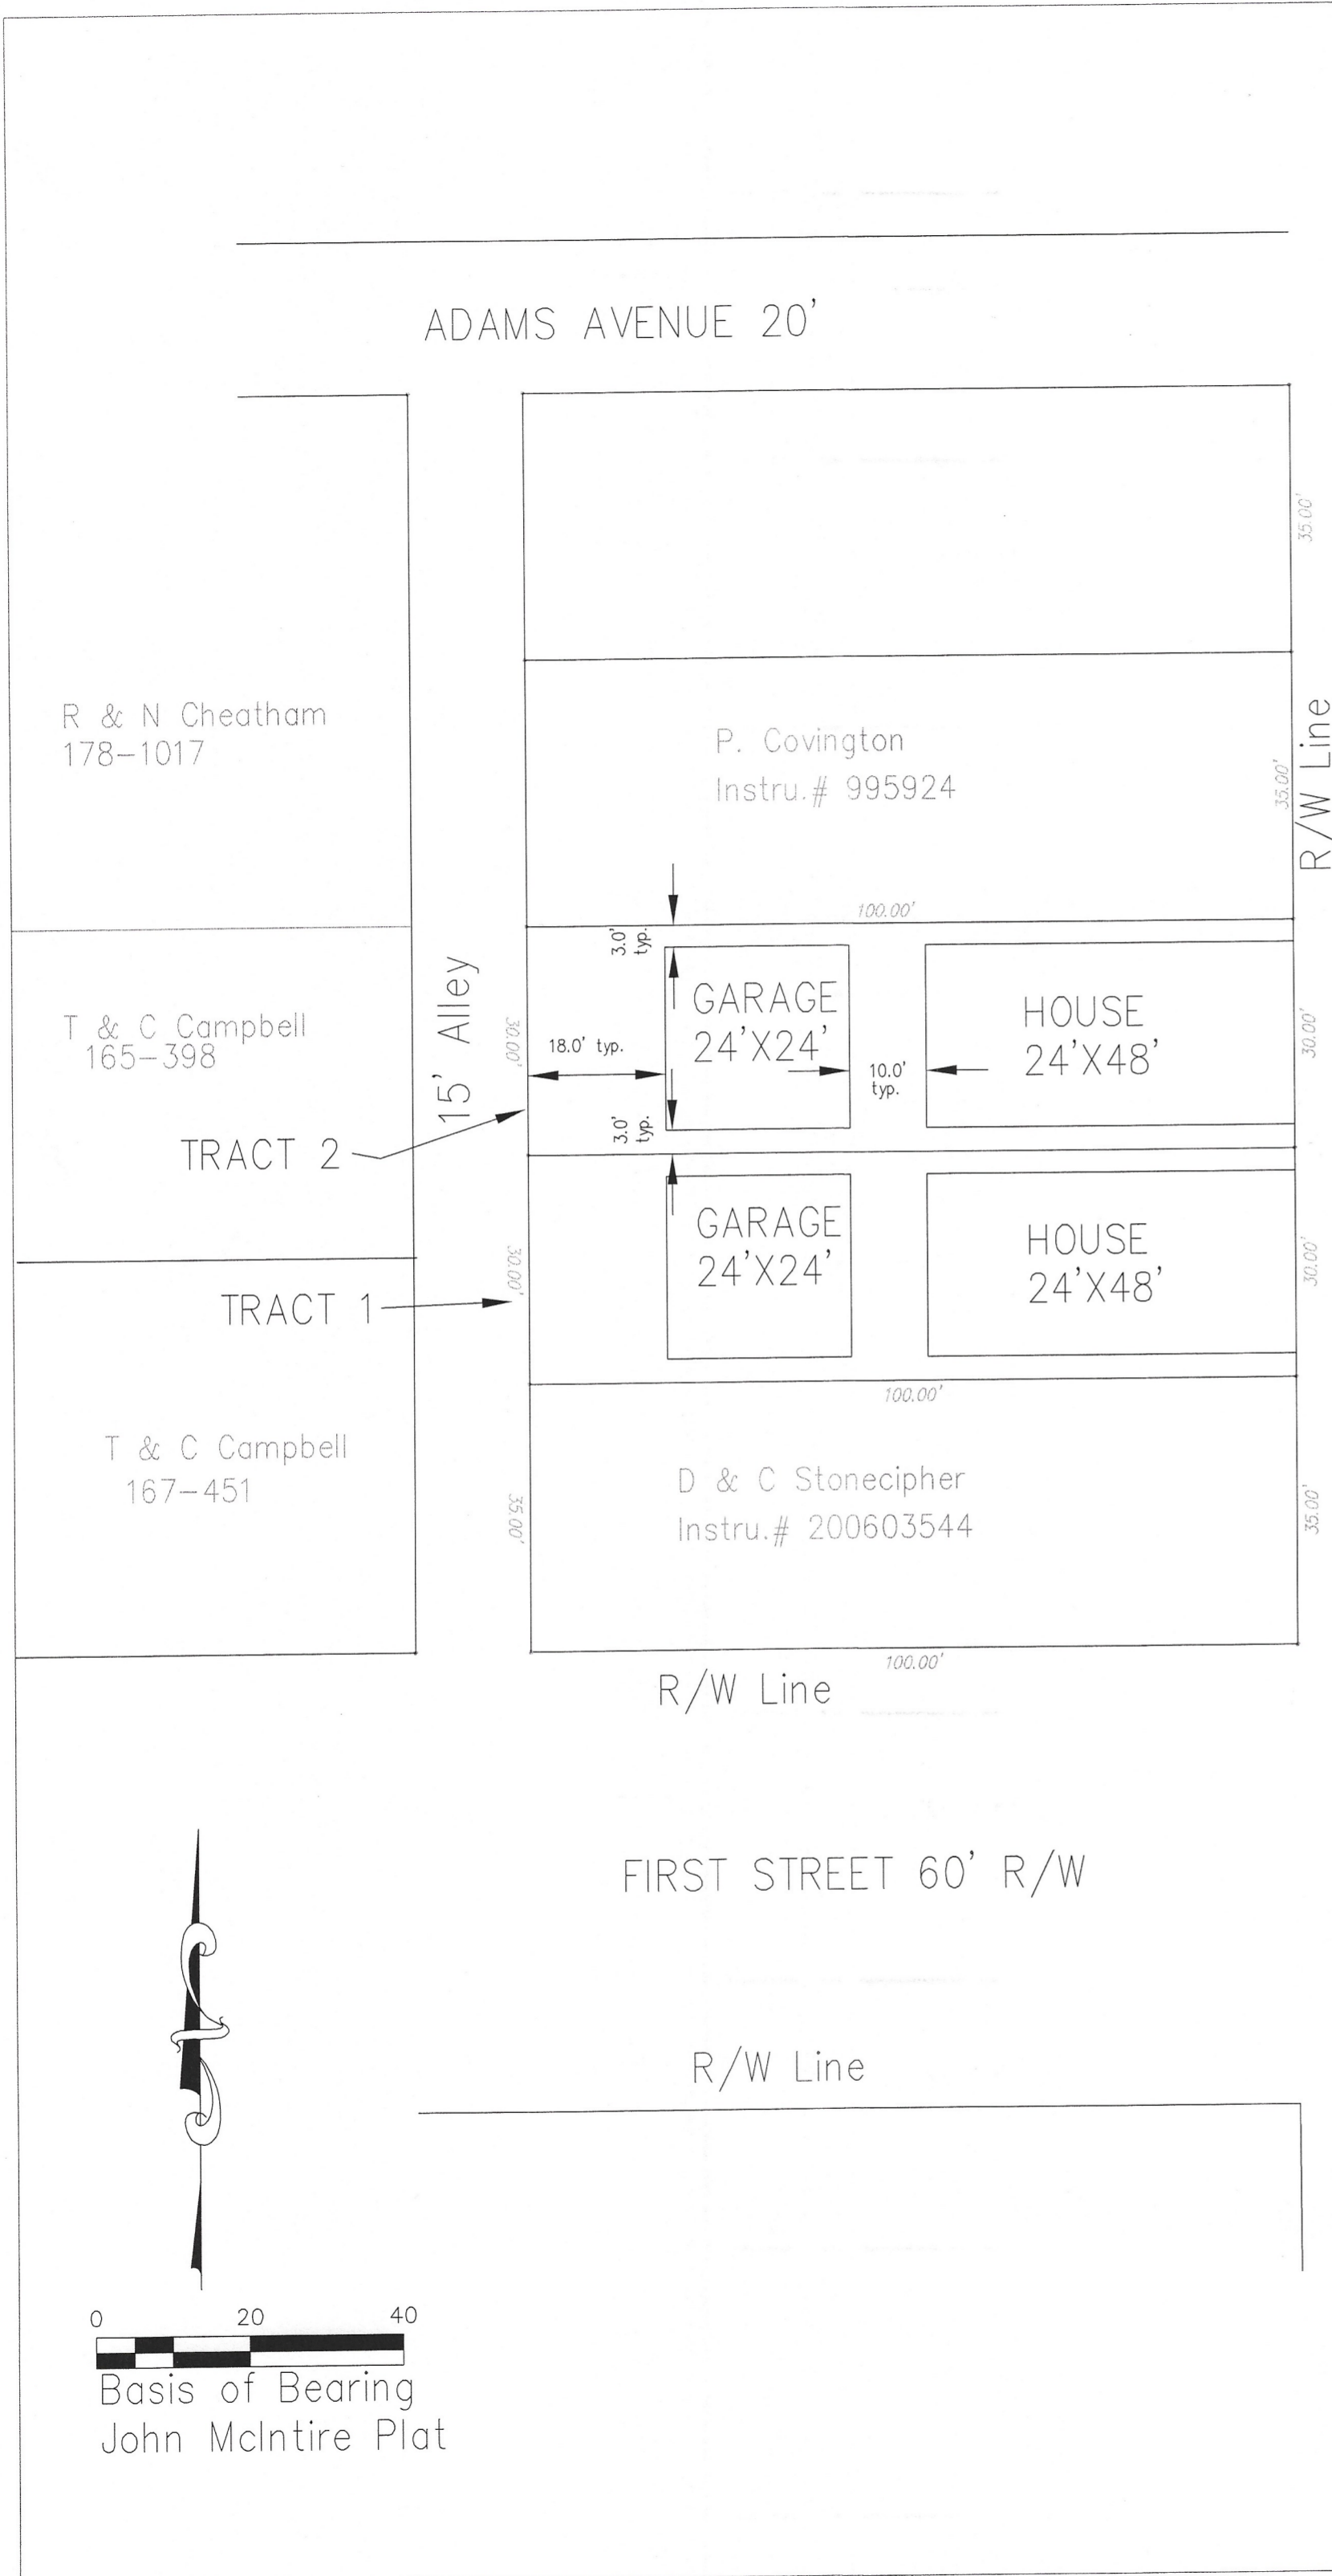 ADAMS AVENUE 20'
35.00'
R & N Cheatham
178-1017
P. Covington
Instru.# 995924
35.00'
R/W Line
100.00'
3.0'
typ.
15' Alley
GARAGE
24'X24'
HOUSE
24'X48'
T & C Campbell
165-398
30.00'
18.0' typ.
10.0'
typ.
30.00'
3.0'
typ.
TRACT 2
GARAGE
24'X24'
HOUSE
24'X48'
30.00'
30.00'
TRACT 1
100.00'
T & C Campbell
167-451
D & C Stonecipher
Instru.# 200603544
35.00'
35.00'
100.00'
R/W Line
FIRST STREET 60' R/W
R/W Line
0 20 40
Basis of Bearing
John McIntire Plat